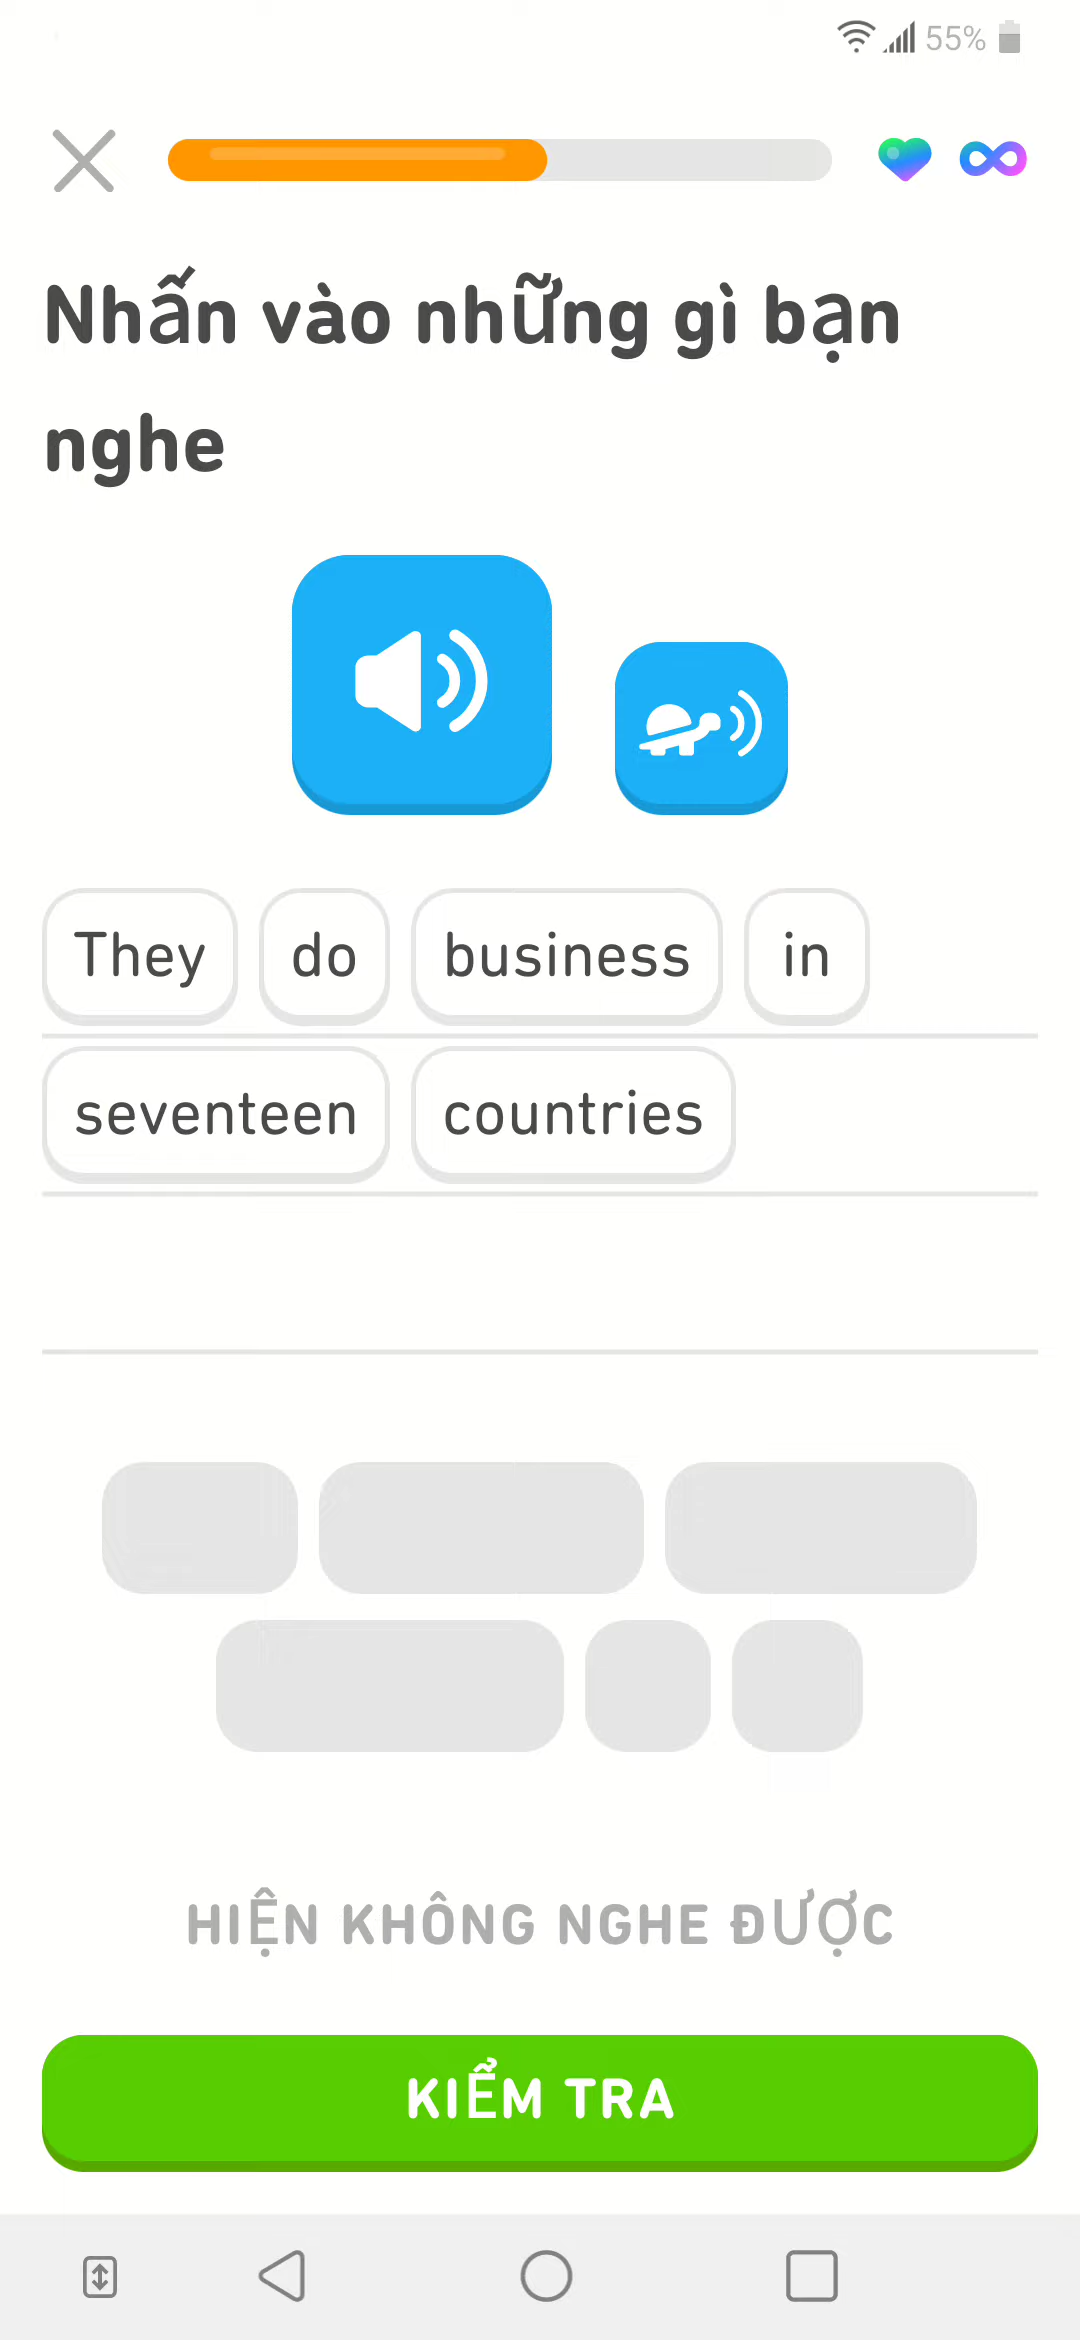 55%
Nhấn vào những gì bạn
nghe
They do business in
seventeen countries
HIỆN KHÔNG NGHE ĐƯỢC
KIỂM TRA